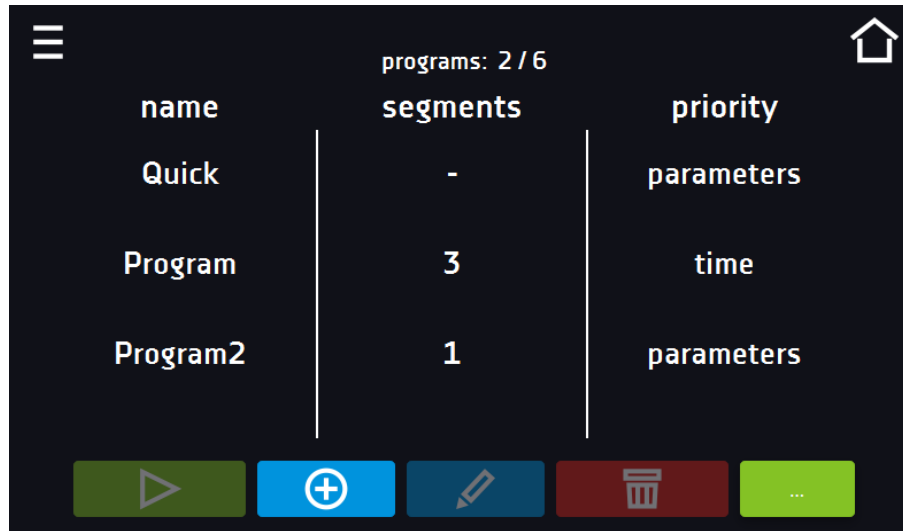 programs: 2 / 6
name segments priority
Quick - parameters
Program 3 time
Program2 1 parameters
...